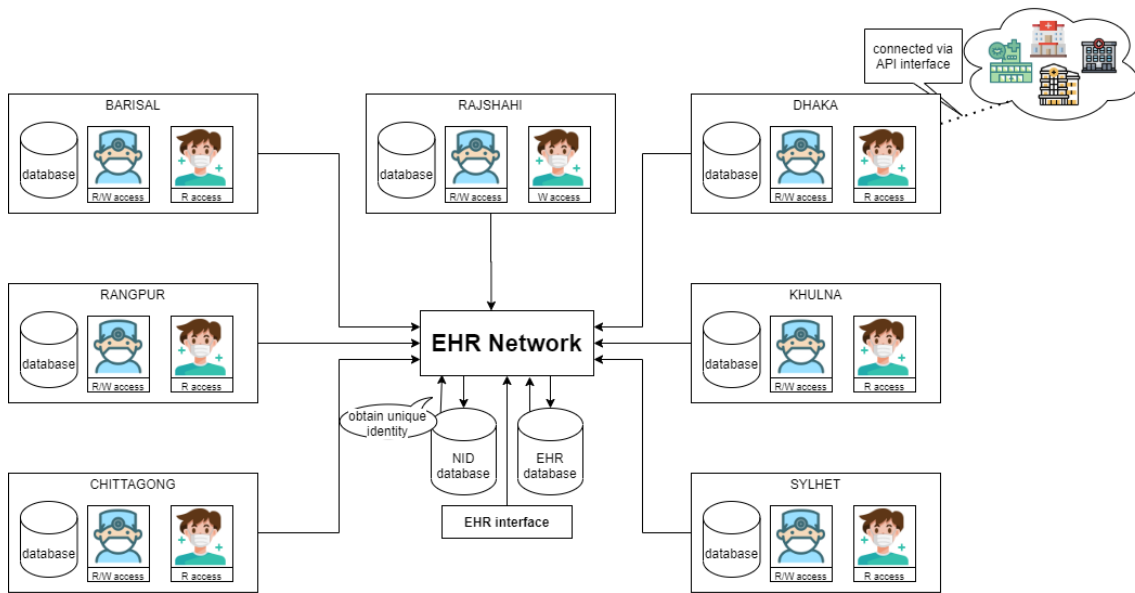 connected via
API interface
BARISAL
database
R/W access
R access
RAJSHAHI
database
R/W access
W access
DHAKA
database
R/W access
R access
RANGPUR
database
R/W access
R access
EHR Network
KHULNA
database
R/W access
R access
obtain unique
identity
NID
database
EHR
database
EHR interface
CHITTAGONG
database
R/W access
R access
SYLHET
database
R/W access
R access